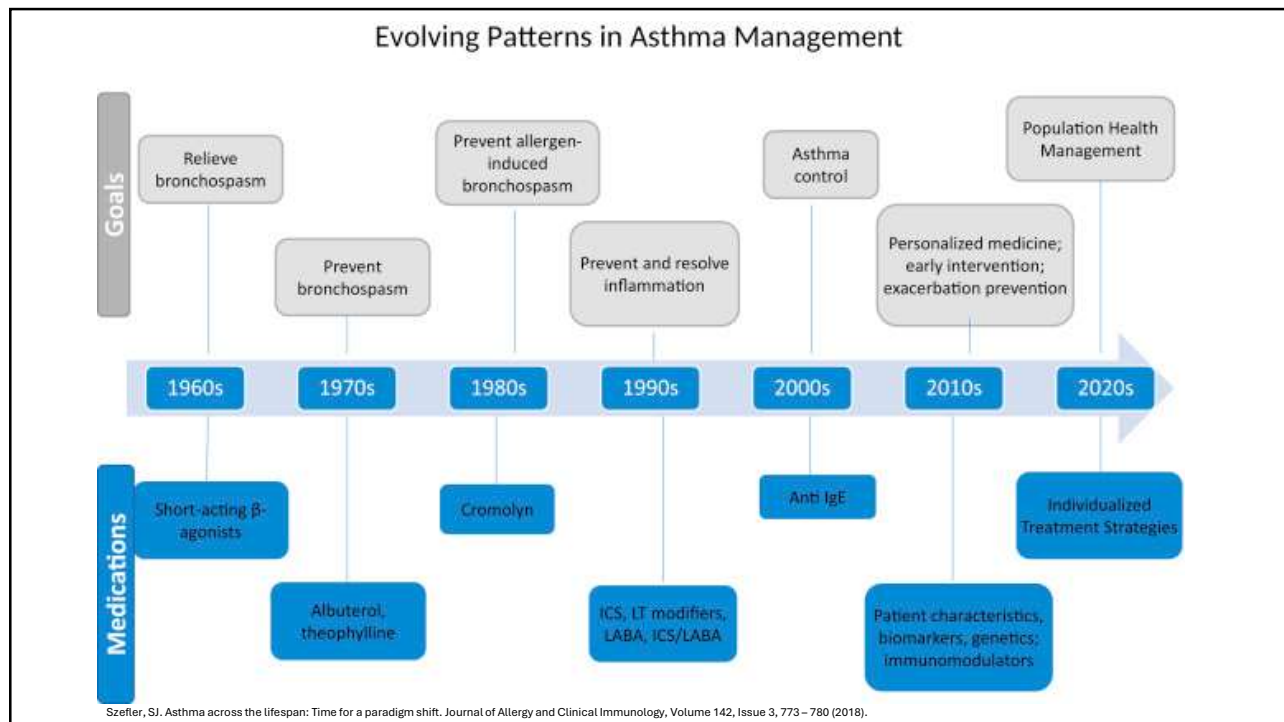 Evolving Patterns in Asthma Management
Goals
Relieve
bronchospasm
Prevent
bronchospasm
Prevent allergen-
induced
bronchospasm
Prevent and resolve
inflammation
Asthma
control
Personalized medicine;
early intervention;
exacerbation prevention
Population Health
Management
1960s
1970s
1980s
1990s
2000s
2010s
2020s
Medications
Short-acting β-
agonists
Albuterol,
theophylline
Cromolyn
ICS, LT modifiers,
LABA, ICS/LABA
Anti IgE
Patient characteristics,
biomarkers, genetics;
immunomodulators
Individualized
Treatment Strategies
Szefler, SJ. Asthma across the lifespan: Time for a paradigm shift. Journal of Allergy and Clinical Immunology, Volume 142, Issue 3, 773 – 780 (2018).